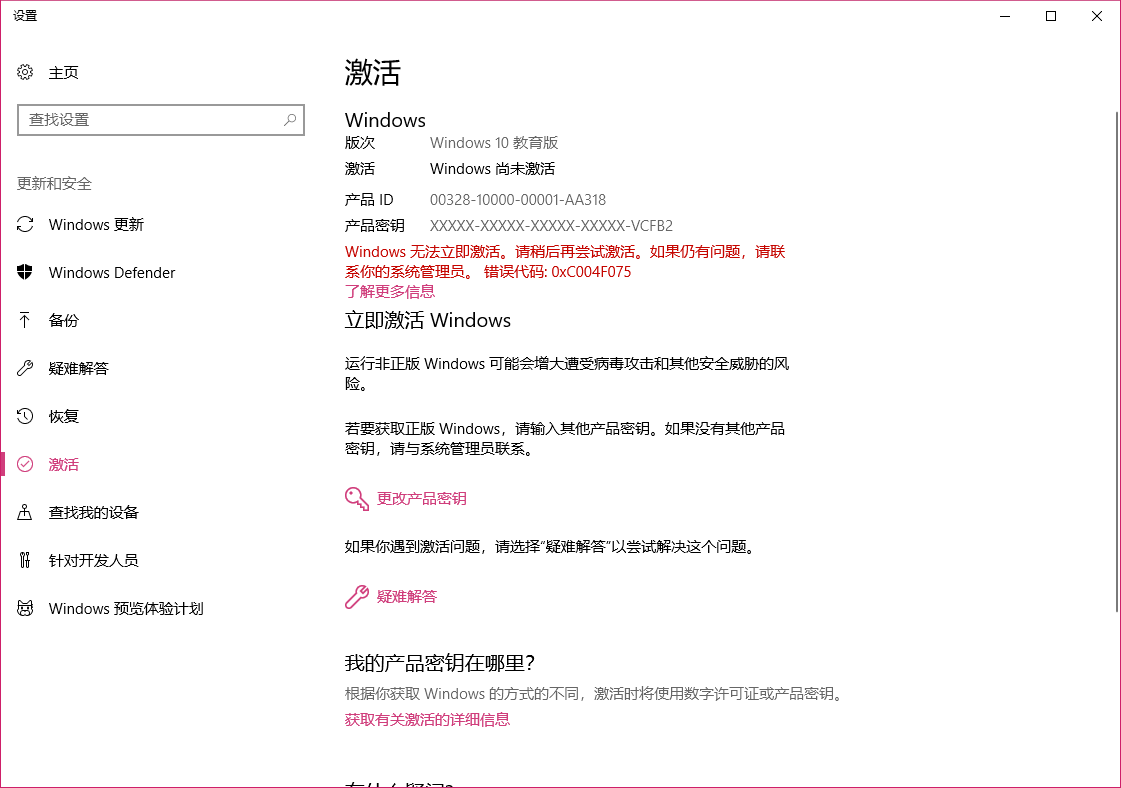 设置
主页
查找设置
更新和安全
Windows 更新
Windows Defender
备份
疑难解答
恢复
激活
查找我的设备
针对开发人员
Windows 预览体验计划
激活
Windows
版次 Windows 10 教育版
激活 Windows 尚未激活
产品 ID 00328-10000-00001-AA318
产品密钥 XXXXX-XXXXX-XXXXX-XXXXX-VCFB2
Windows 无法立即激活。请稍后再尝试激活。如果仍有问题，请联
系你的系统管理员。 错误代码: 0xC004F075
了解更多信息
立即激活 Windows
运行非正版 Windows 可能会增大遭受病毒攻击和其他安全威胁的风
险。
若要获取正版 Windows，请输入其他产品密钥。如果没有其他产品
密钥，请与系统管理员联系。
更改产品密钥
如果你遇到激活问题，请选择“疑难解答”以尝试解决这个问题。
疑难解答
我的产品密钥在哪里?
根据你获取 Windows 的方式的不同，激活时将使用数字许可证或产品密钥。
获取有关激活的详细信息
有什么疑问?